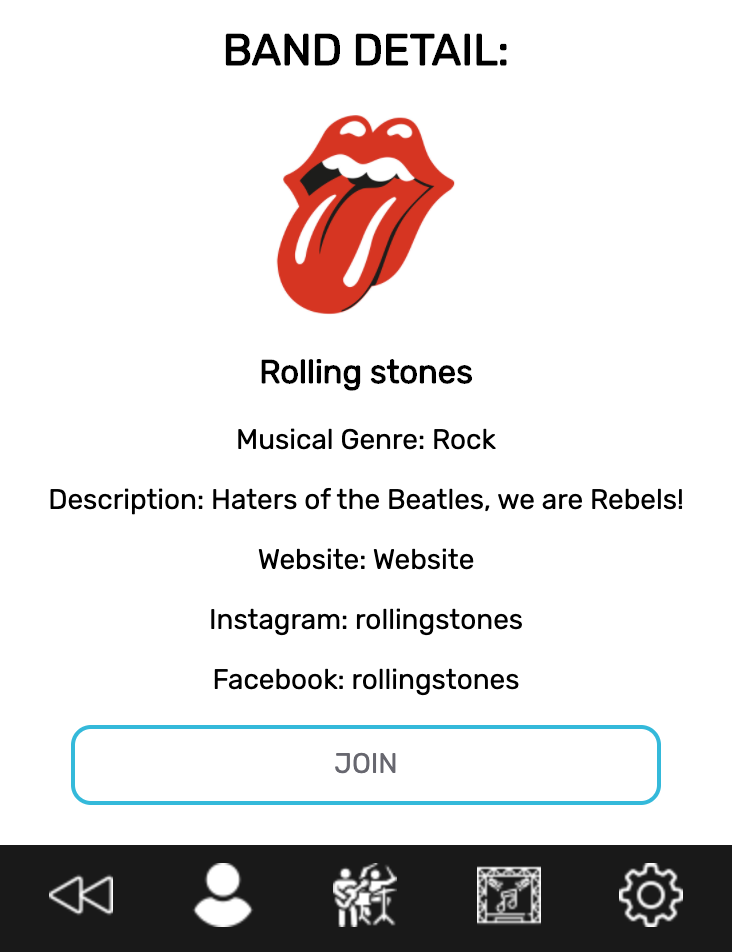 BAND DETAIL:
Rolling stones
Musical Genre: Rock
Description: Haters of the Beatles, we are Rebels!
Website: Website
Instagram: rollingstones
Facebook: rollingstones
JOIN